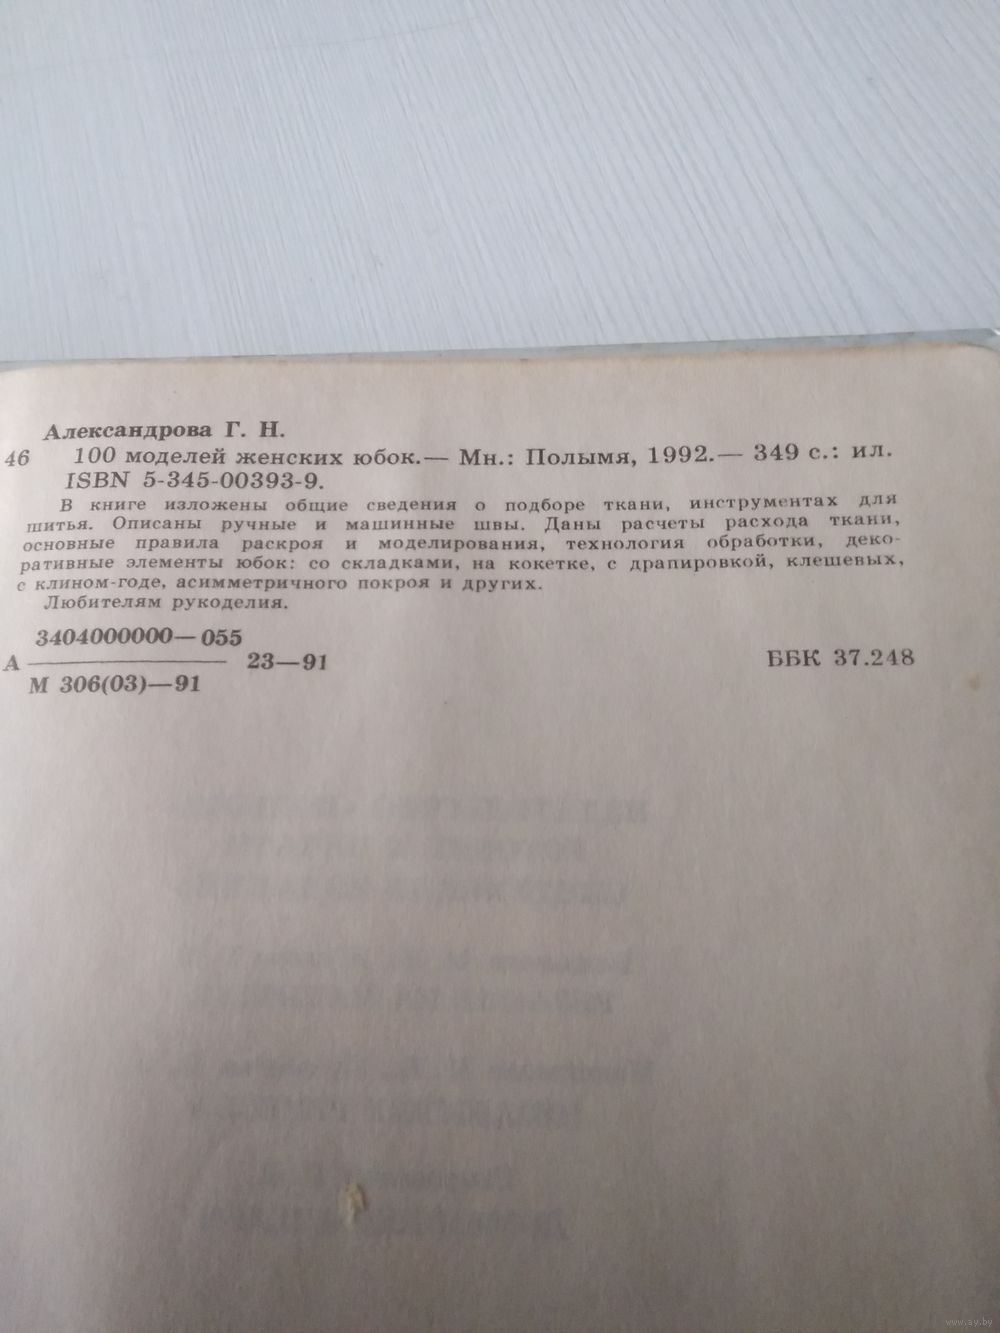 Александрова Г. Н.
46 100 моделей женских юбок.— Мн.: Полымя, 1992.— 349 с.: ил.
ISBN 5-345-00393-9.
В книге изложены общие сведения о подборе ткани, инструментах для
шитья. Описаны ручные и машинные швы. Даны расчеты расхода ткани,
основные правила раскроя и моделирования, технология обработки, деко-
ративные элементы юбок: со складками, на кокетке, с драпировкой, клешевых,
с клином-годе, асимметричного покроя и других.
Любителям рукоделия.
3404000000—055
А 23—91
М 306(03)—91
ББК 37.248
www.ay.by